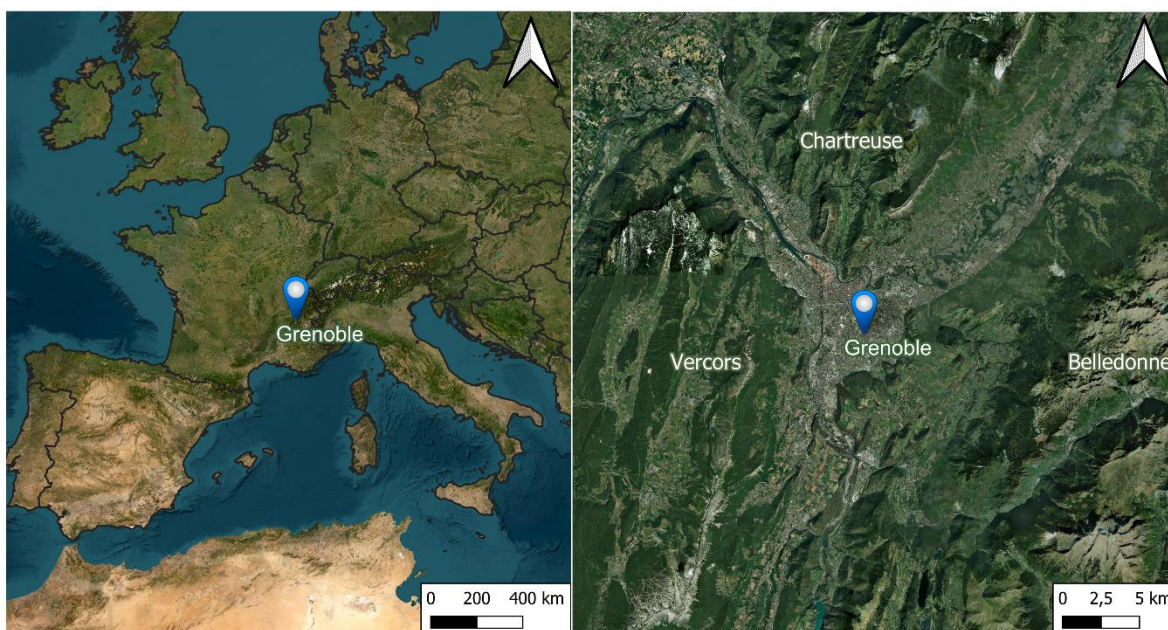 Grenoble
0 200 400 km
Chartreuse
Vercors
Grenoble
Belledonne
0 2,5 5 km